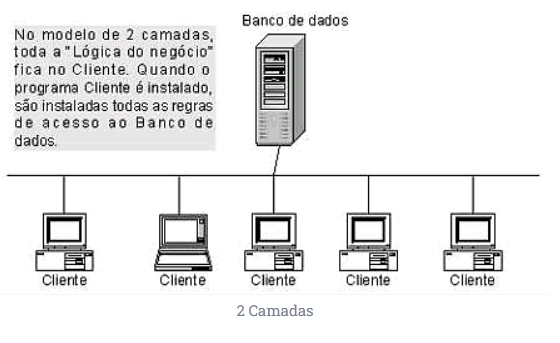 Banco de dados
No modelo de 2 camadas,
toda a "Lógica do negócio"
fica no Cliente. Quando o
programa Cliente é instalado,
são instaladas todas as regras
de acesso ao Banco de
dados.
Cliente
Cliente
Cliente
Cliente
Cliente
2 Camadas